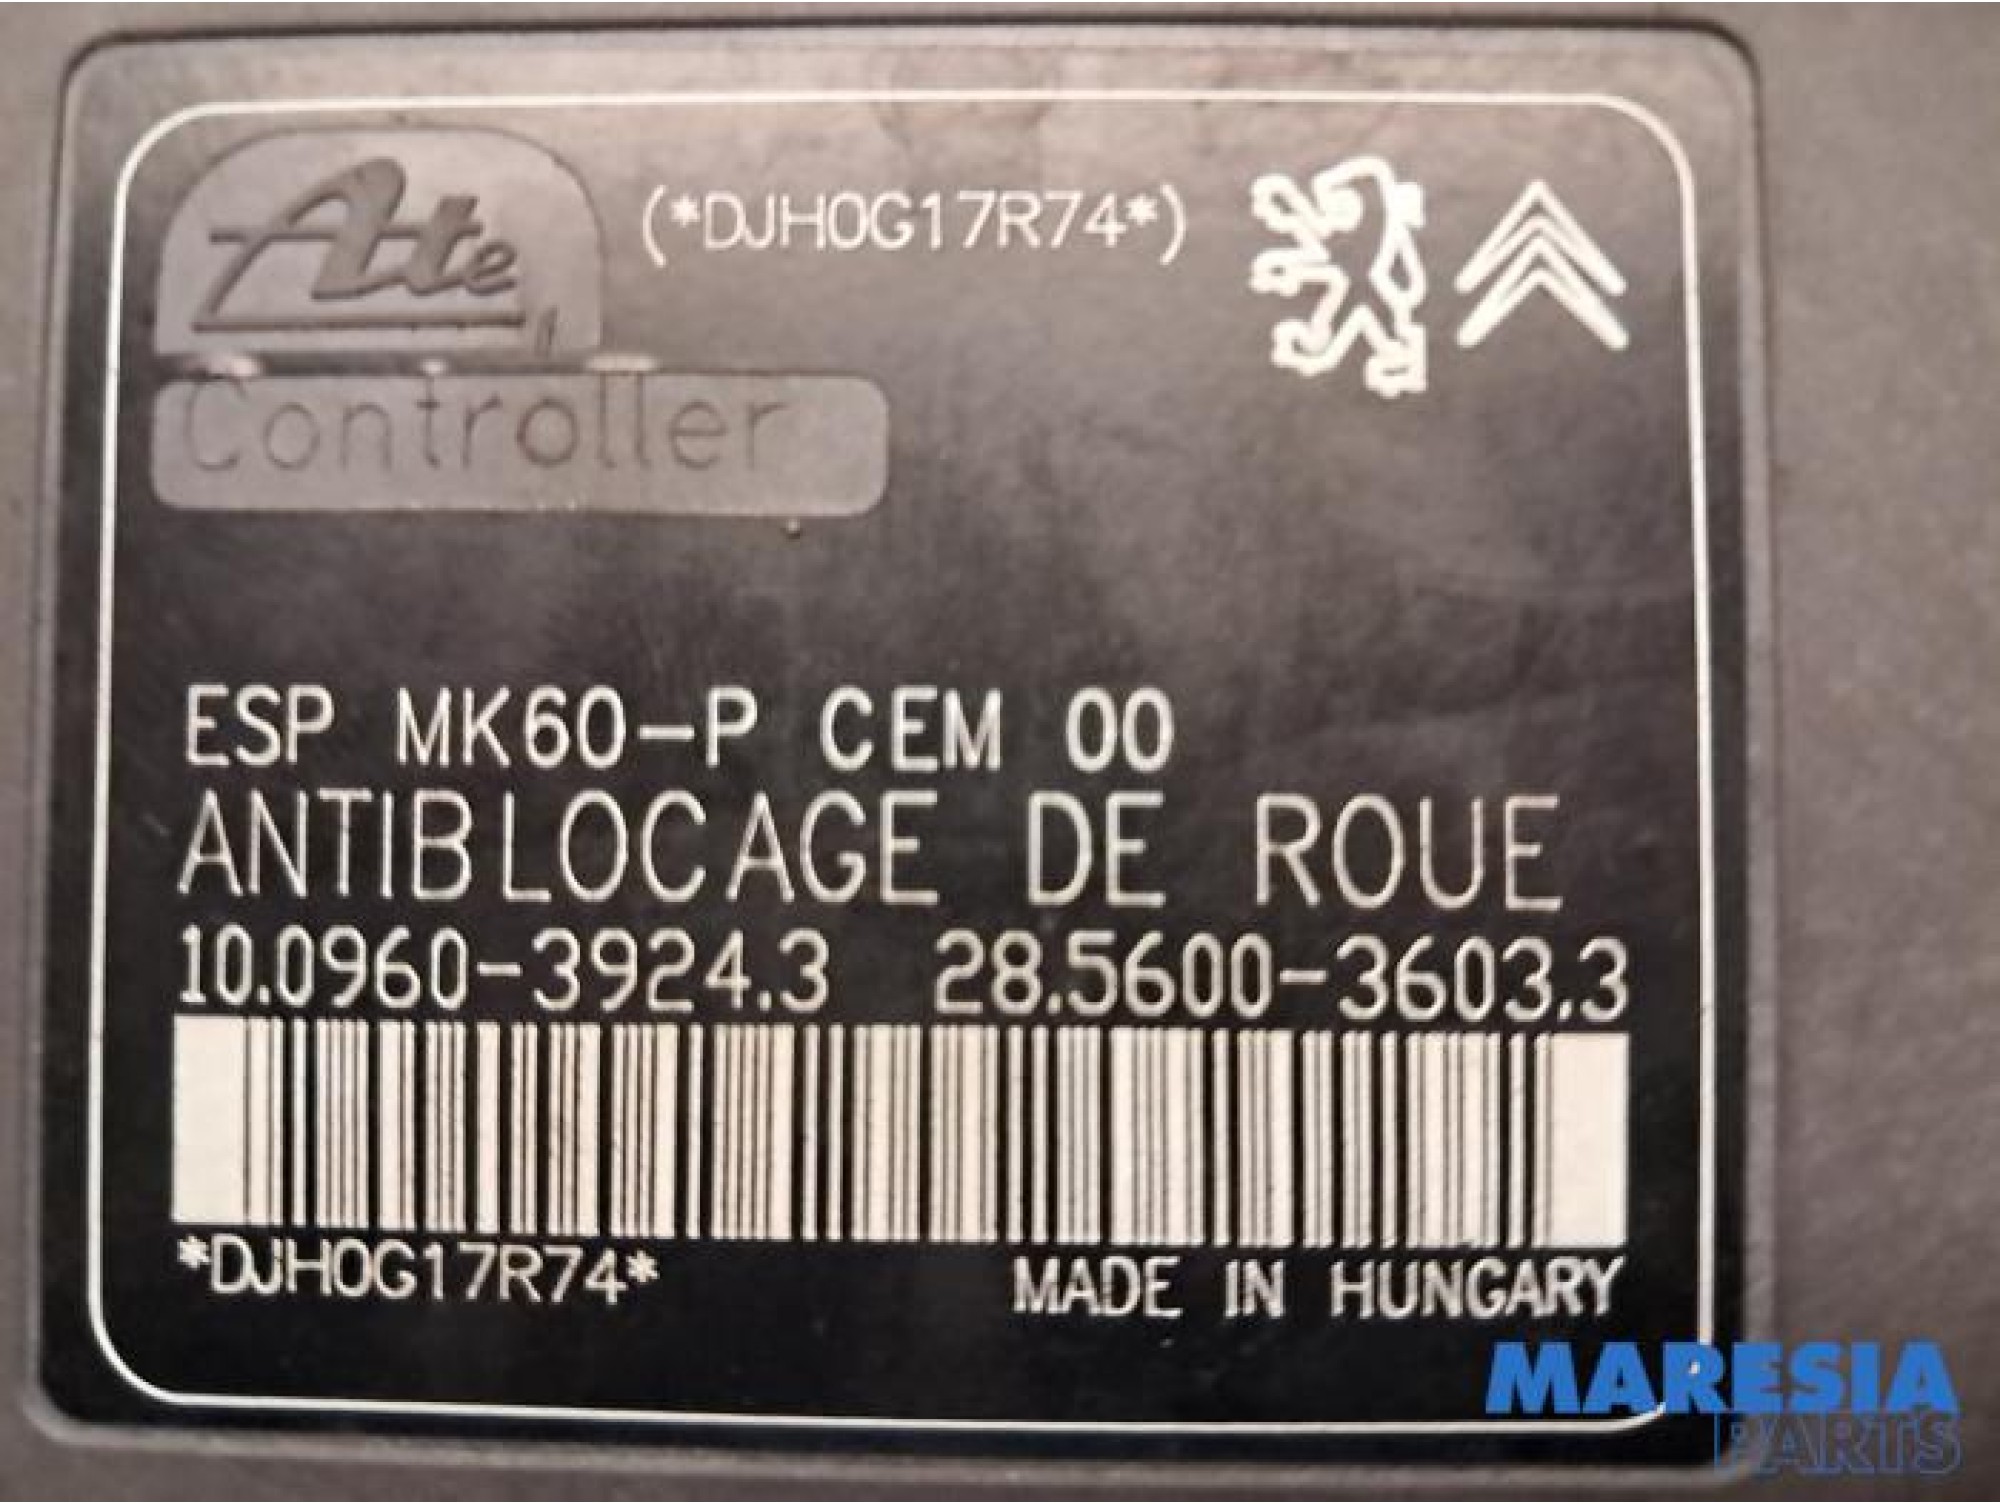 Ate
(*DJH0G17R74*)
Controller
ESP MK60-P CEM 00
ANTIBLOCAGE DE ROUE
10.0960-3924.3 28.5600-3603.3
*DJH0G17R74*
MADE IN HUNGARY
MARESIA
PARTS